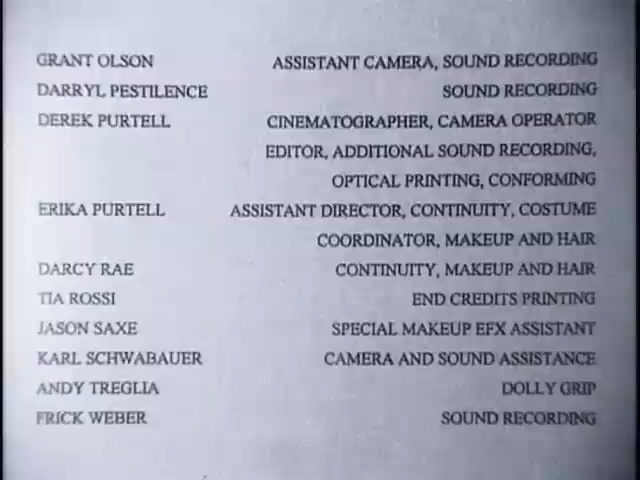 GRANT OLSON ASSISTANT CAMERA, SOUND RECORDING
DARRYL PESTILENCE SOUND RECORDING
DEREK PURTELL CINEMATOGRAPHER, CAMERA OPERATOR
EDITOR, ADDITIONAL SOUND RECORDING,
OPTICAL PRINTING, CONFORMING
ERIKA PURTELL ASSISTANT DIRECTOR, CONTINUITY, COSTUME
COORDINATOR, MAKEUP AND HAIR
DARCY RAE CONTINUITY, MAKEUP AND HAIR
TIA ROSSI END CREDITS PRINTING
JASON SAXE SPECIAL MAKEUP EFX ASSISTANT
KARL SCHWABAUER CAMERA AND SOUND ASSISTANCE
ANDY TREGLIA DOLLY GRIP
FRICK WEBER SOUND RECORDING